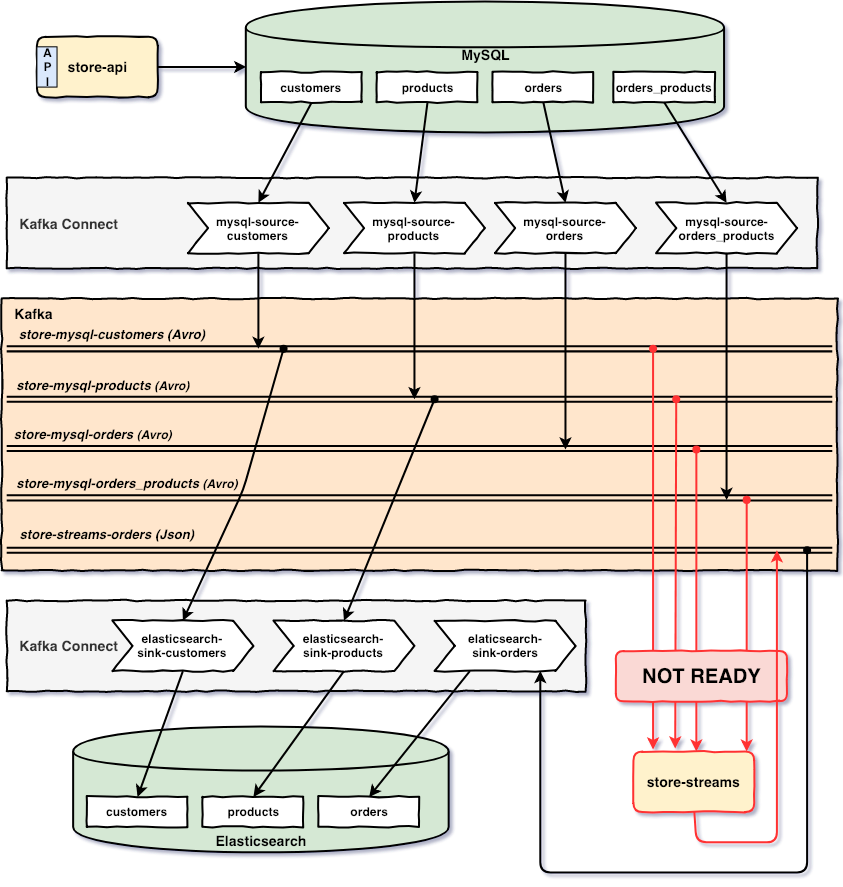 MySQL
A
P
I
store-api
customers
products
orders
orders_products
Kafka Connect
mysql-source-
customers
mysql-source-
products
mysql-source-
orders
mysql-source-
orders_products
Kafka
store-mysql-customers (Avro)
store-mysql-products (Avro)
store-mysql-orders (Avro)
store-mysql-orders_products (Avro)
store-streams-orders (Json)
Kafka Connect
elasticsearch-
sink-customers
elasticsearch-
sink-products
elaticsearch-
sink-orders
NOT READY
store-streams
customers
products
orders
Elasticsearch